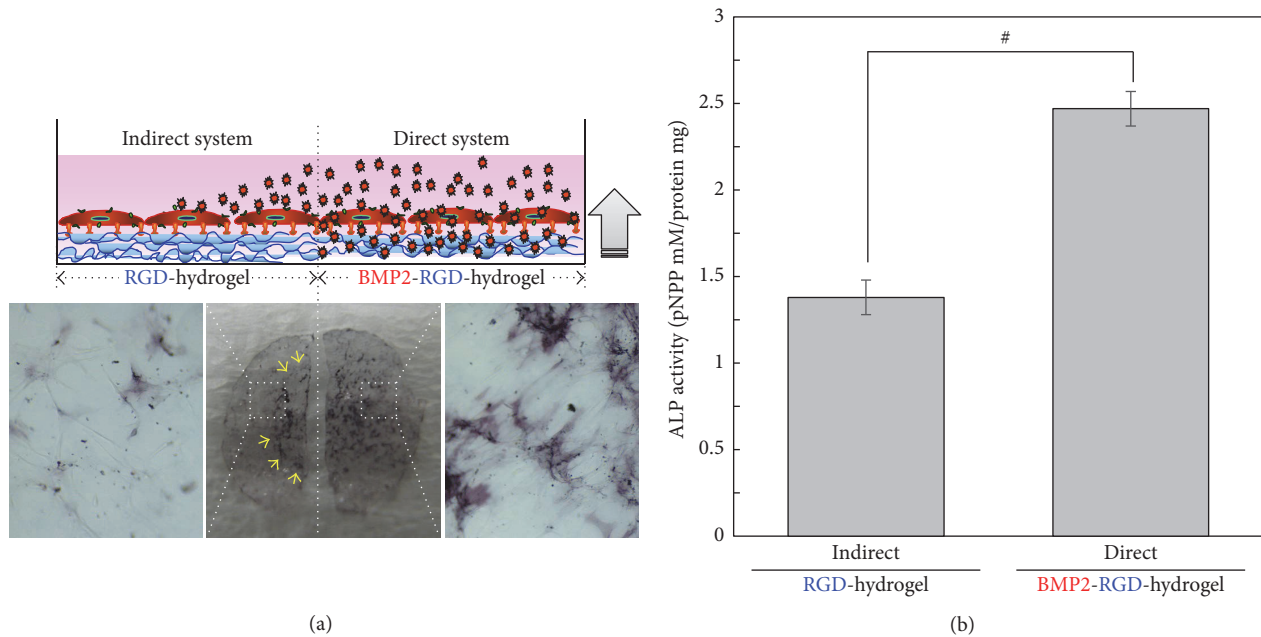 Indirect system Direct system
RGD-hydrogel BMP2-RGD-hydrogel
(a)
ALP activity (pNPP mM/protein mg)
3
2.5
2
1.5
1
0.5
0
#
Indirect Direct
RGD-hydrogel BMP2-RGD-hydrogel
(b)